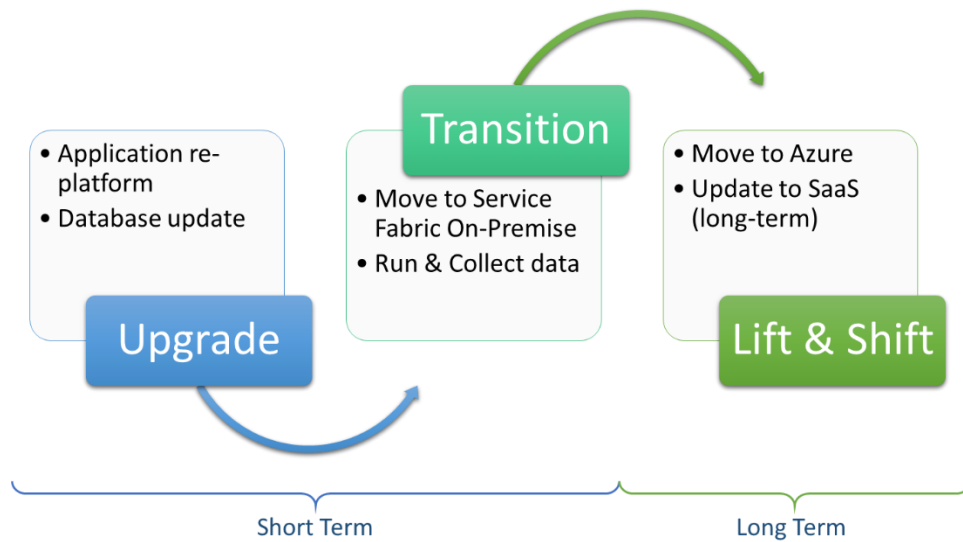 • Application re-
platform
• Database update
Upgrade
Transition
• Move to Service
Fabric On-Premise
• Run & Collect data
• Move to Azure
• Update to SaaS
(long-term)
Lift & Shift
Short Term
Long Term